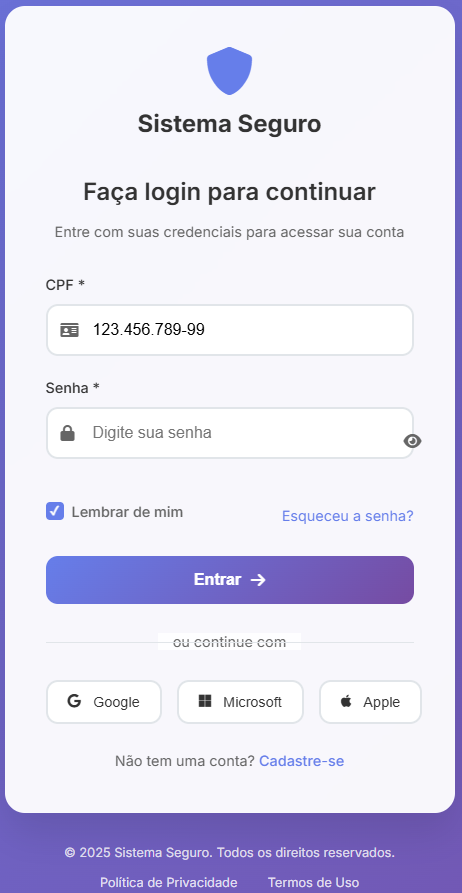 Sistema Seguro
Faça login para continuar
Entre com suas credenciais para acessar sua conta
CPF *
123.456.789-99
Senha *
Digite sua senha
Lembrar de mim
Esqueceu a senha?
Entrar →
ou continue com
Google Microsoft Apple
Não tem uma conta? Cadastre-se
© 2025 Sistema Seguro. Todos os direitos reservados.
Política de Privacidade Termos de Uso